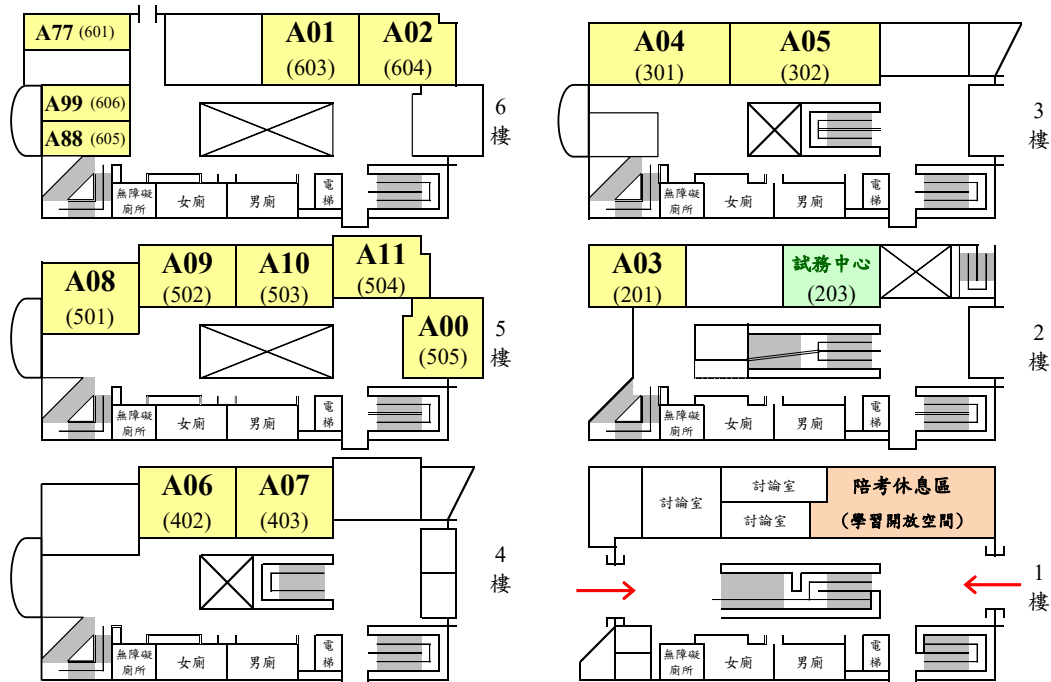 A77 (601)
A01
(603)
A02
(604)
A99 (606)
A88 (605)
6
樓
無障礙
廁所
女廁
男廁
電
梯
A04
(301)
A05
(302)
3
樓
無障礙
廁所
女廁
男廁
電
梯
A08
(501)
A09
(502)
A10
(503)
A11
(504)
A00
(505)
5
樓
無障礙
廁所
女廁
男廁
電
梯
A03
(201)
試務中心
(203)
2
樓
無障礙
廁所
女廁
男廁
電
梯
A06
(402)
A07
(403)
4
樓
無障礙
廁所
女廁
男廁
電
梯
討論室
討論室
討論室
陪考休息區
(學習開放空間)
1
樓
無障礙
廁所
女廁
男廁
電
梯